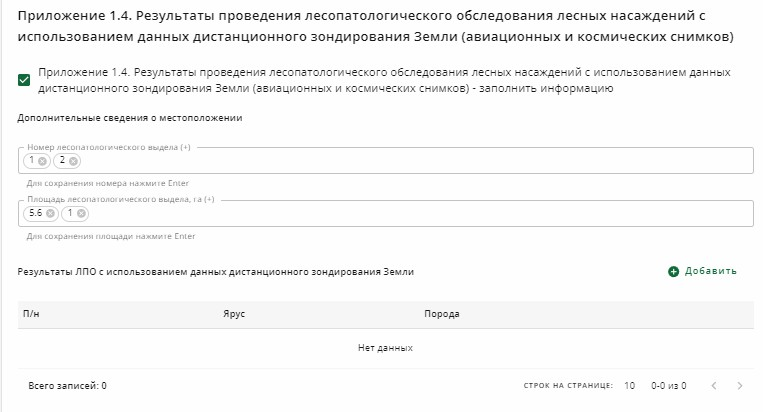 Приложение 1.4. Результаты проведения лесопатологического обследования лесных насаждений с
использованием данных дистанционного зондирования Земли (авиационных и космических снимков)
Приложение 1.4. Результаты проведения лесопатологического обследования лесных насаждений с использованием данных
дистанционного зондирования Земли (авиационных и космических снимков) - заполнить информацию
Дополнительные сведения о местоположении
Номер лесопатологического выдела (+)
1 2
Для сохранения номера нажмите Enter
Площадь лесопатологического выдела, га (+)
5.6 1
Для сохранения площади нажмите Enter
Результаты ЛПО с использованием данных дистанционного зондирования Земли Добавить
П/н Ярус Порода
Нет данных
Всего записей: 0 СТРОК НА СТРАНИЦЕ: 10 0-0 из 0